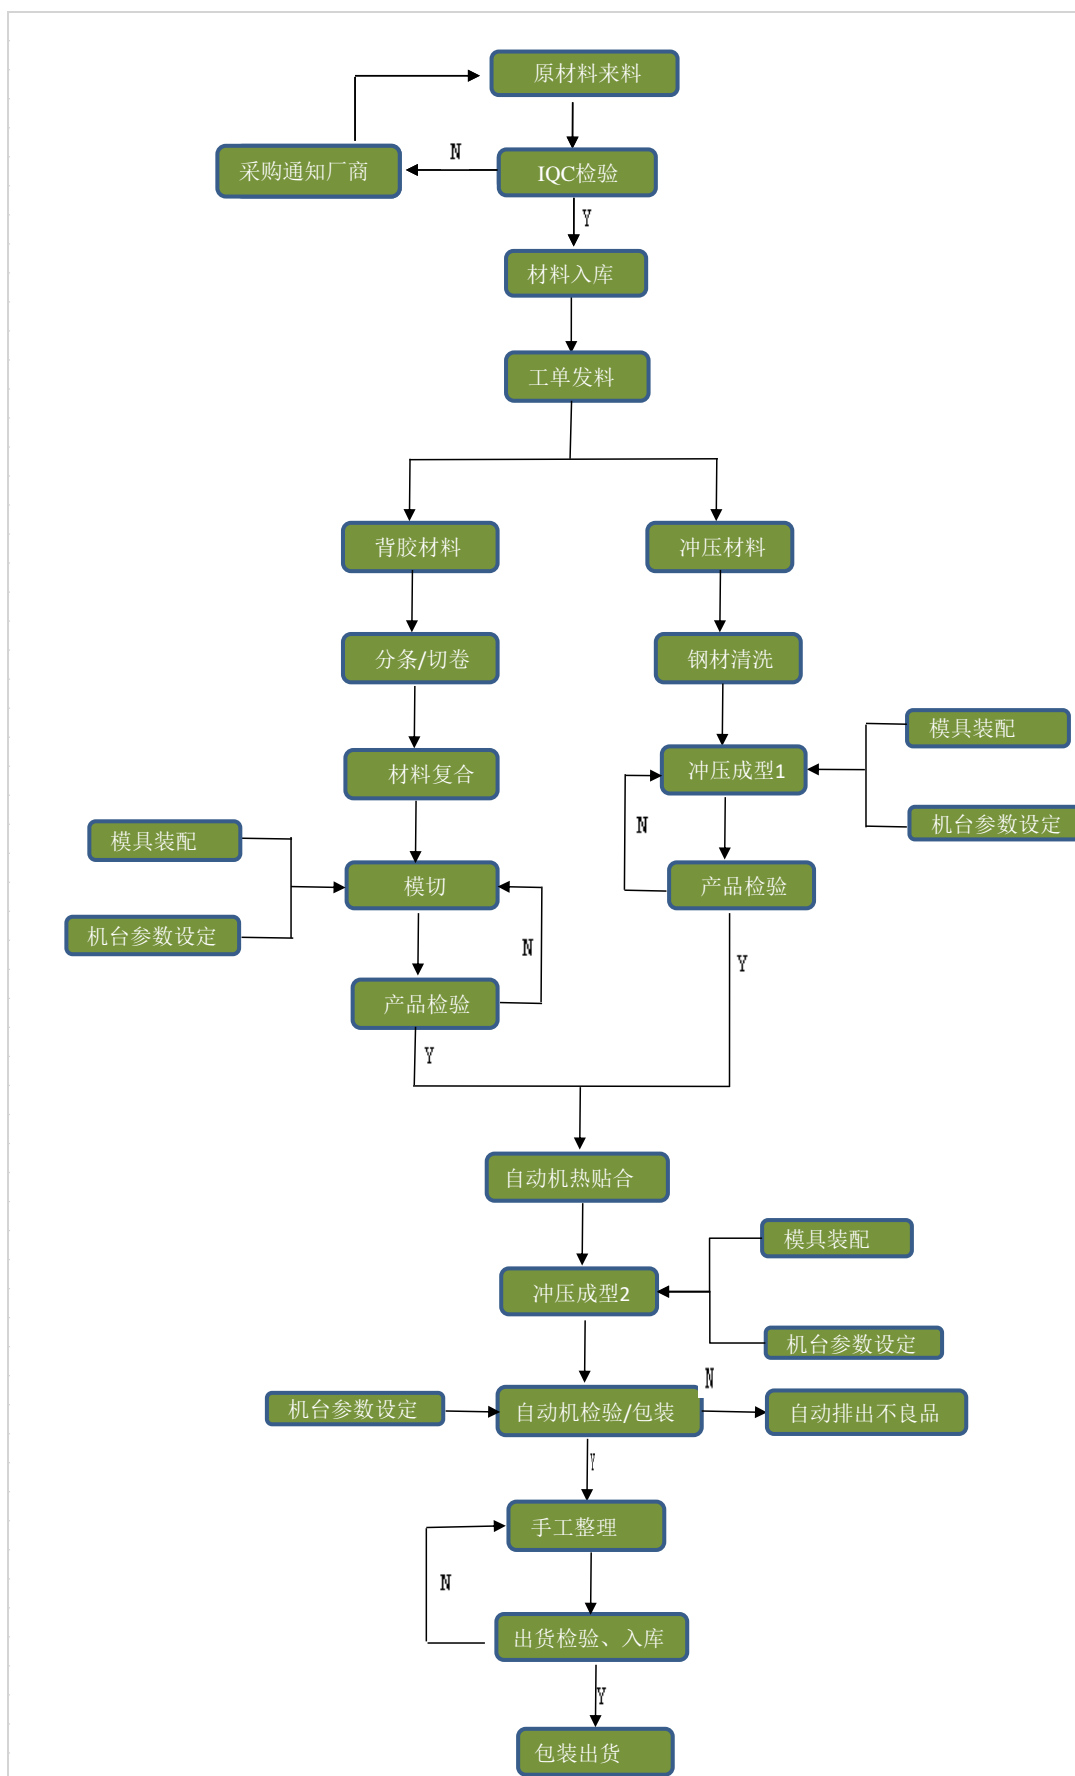 原材料来料
N
采购通知厂商
IQC检验
Y
材料入库
工单发料
背胶材料
冲压材料
分条/切卷
钢材清洗
模具装配
材料复合
冲压成型1
N
机台参数设定
模具装配
模切
产品检验
机台参数设定
N
Y
产品检验
Y
自动机热贴合
模具装配
冲压成型2
机台参数设定
N
机台参数设定
自动机检验/包装
自动排出不良品
Y
手工整理
N
出货检验、入库
Y
包装出货